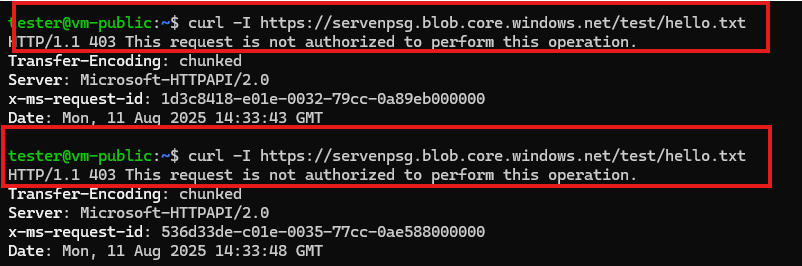 tester@vm-public:~$ curl -I https://servenpsg.blob.core.windows.net/test/hello.txt
HTTP/1.1 403 This request is not authorized to perform this operation.
Transfer-Encoding: chunked
Server: Microsoft-HTTPAPI/2.0
x-ms-request-id: 1d3c8418-e01e-0032-79cc-0a89eb000000
Date: Mon, 11 Aug 2025 14:33:43 GMT
tester@vm-public:~$ curl -I https://servenpsg.blob.core.windows.net/test/hello.txt
HTTP/1.1 403 This request is not authorized to perform this operation.
Transfer-Encoding: chunked
Server: Microsoft-HTTPAPI/2.0
x-ms-request-id: 536d33de-c01e-0035-77cc-0ae588000000
Date: Mon, 11 Aug 2025 14:33:48 GMT